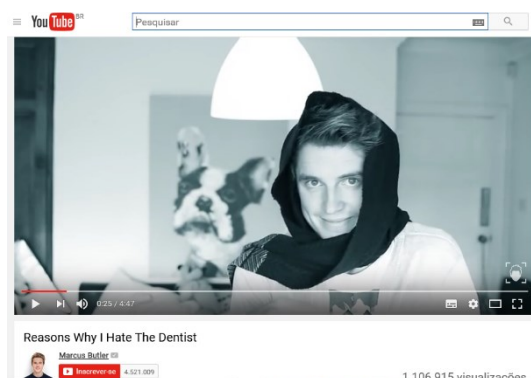 YouTube BR
Pesquisar
0:25 / 4:47
Reasons Why I Hate The Dentist
Marcus Butler
Inscrever-se 4.521.009
1.106.915 visualizações